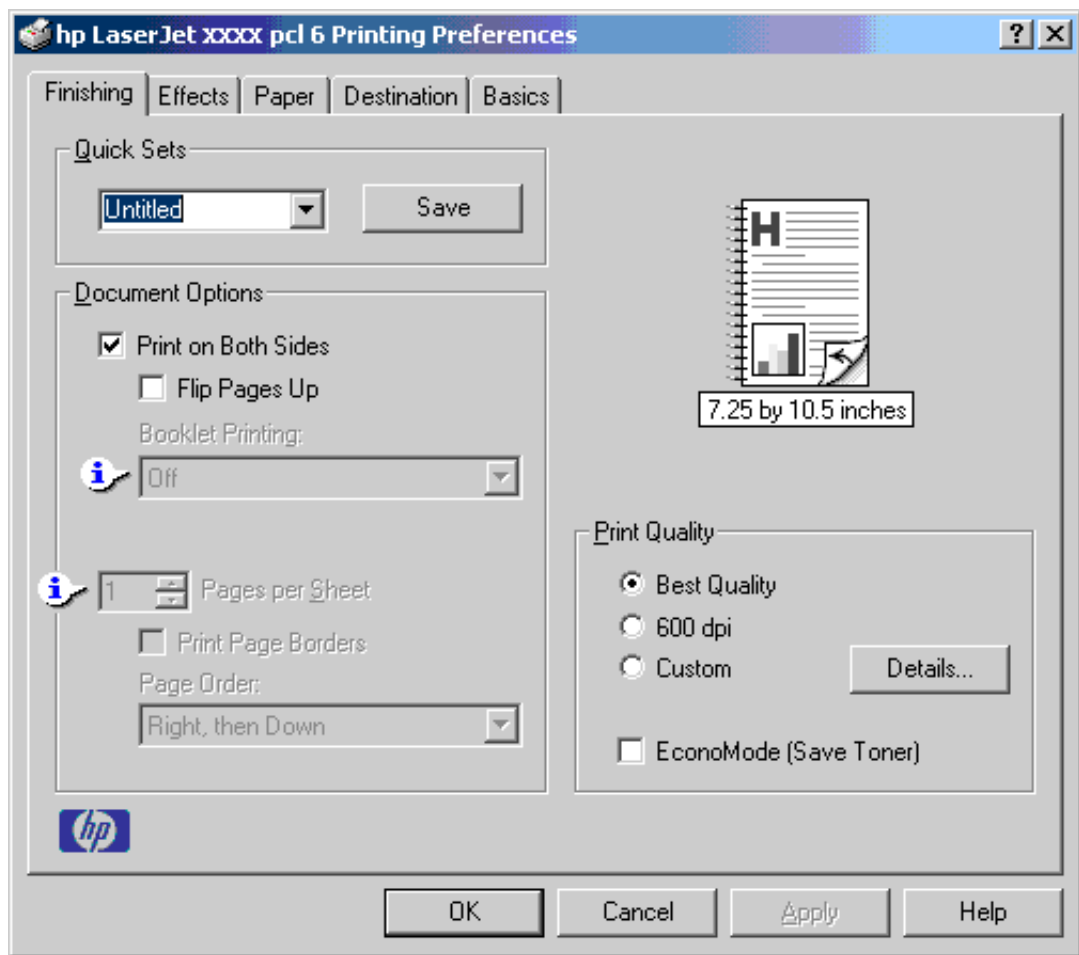 hp LaserJet xxxx pcl 6 Printing Preferences
Finishing Effects Paper Destination Basics
Quick Sets
Untitled Save
H
7.25 by 10.5 inches
Document Options
Print on Both Sides
Flip Pages Up
Booklet Printing:
Off
1 Pages per Sheet
Print Page Borders
Page Order:
Right, then Down
Print Quality
Best Quality
600 dpi
Custom Details...
EconoMode (Save Toner)
hp
OK Cancel Apply Help